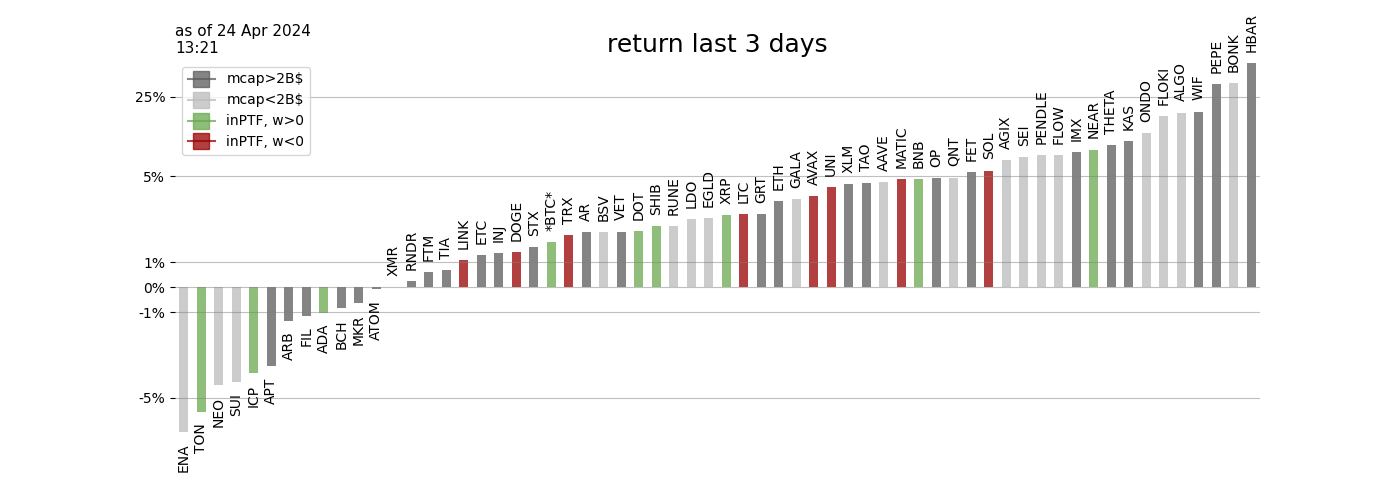 as of 24 Apr 2024
13:21
return last 3 days
mcap>2B$
mcap<2B$
inPTF, w>0
inPTF, w<0
25%
5%
1%
0%
-1%
-5%
ENA
TON
NEO
SUI
ICP
APT
ARB
FIL
ADA
BCH
MKR
ATOM
XMR
RNDR
FTM
TIA
LINK
ETC
INJ
DOGE
STX
*BTC*
TRX
AR
BSV
VET
DOT
SHIB
RUNE
LDO
EGLD
XRP
LTC
GRT
ETH
GALA
AVAX
UNI
XLM
TAO
AAVE
MATIC
BNB
OP
QNT
FET
SOL
AGIX
SEI
PENDLE
FLOW
IMX
NEAR
THETA
KAS
ONDO
FLOKI
ALGO
WIF
PEPE
BONK
HBAR